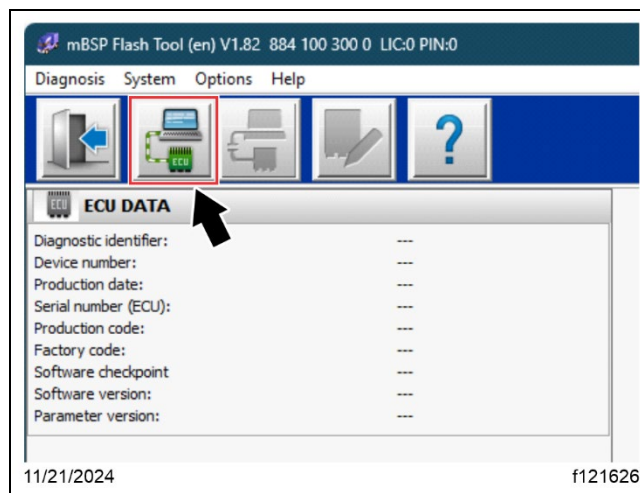 mBSP Flash Tool (en) V1.82 884 100 300 0 LIC:0 PIN:0
Diagnosis System Options Help
ECU
?
ECU ECU DATA
Diagnostic identifier: ---
Device number: ---
Production date: ---
Serial number (ECU): ---
Production code: ---
Factory code: ---
Software checkpoint ---
Software version: ---
Parameter version: ---
11/21/2024 f121626